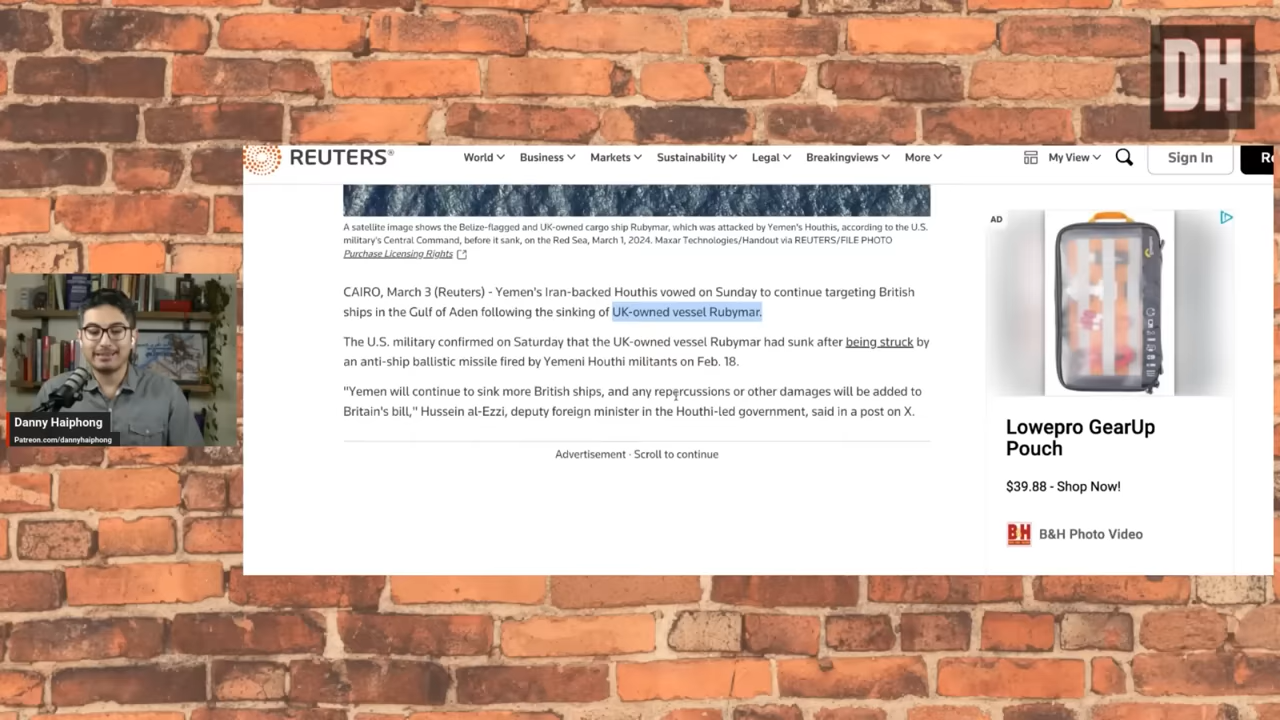 DH
REUTERS®
World Business Markets Sustainability Legal Breakingviews More
My View
Sign In
Re
A satellite image shows the Belize-flagged and UK-owned cargo ship Rubymar, which was attacked by Yemen's Houthis, according to the U.S.
military's Central Command, before it sank, on the Red Sea, March 1, 2024. Maxar Technologies/Handout via REUTERS/FILE PHOTO
Purchase Licensing Rights
CAIRO, March 3 (Reuters) - Yemen's Iran-backed Houthis vowed on Sunday to continue targeting British
ships in the Gulf of Aden following the sinking of UK-owned vessel Rubymar.
The U.S. military confirmed on Saturday that the UK-owned vessel Rubymar had sunk after being struck by
an anti-ship ballistic missile fired by Yemeni Houthi militants on Feb. 18.
"Yemen will continue to sink more British ships, and any repercussions or other damages will be added to
Britain's bill," Hussein al-Ezzi, deputy foreign minister in the Houthi-led government, said in a post on X.
Advertisement · Scroll to continue
AD
Lowepro GearUp
Pouch
$39.88 - Shop Now!
B&H
B&H Photo Video
Danny Haiphong
Patreon.com/dannyhaiphong